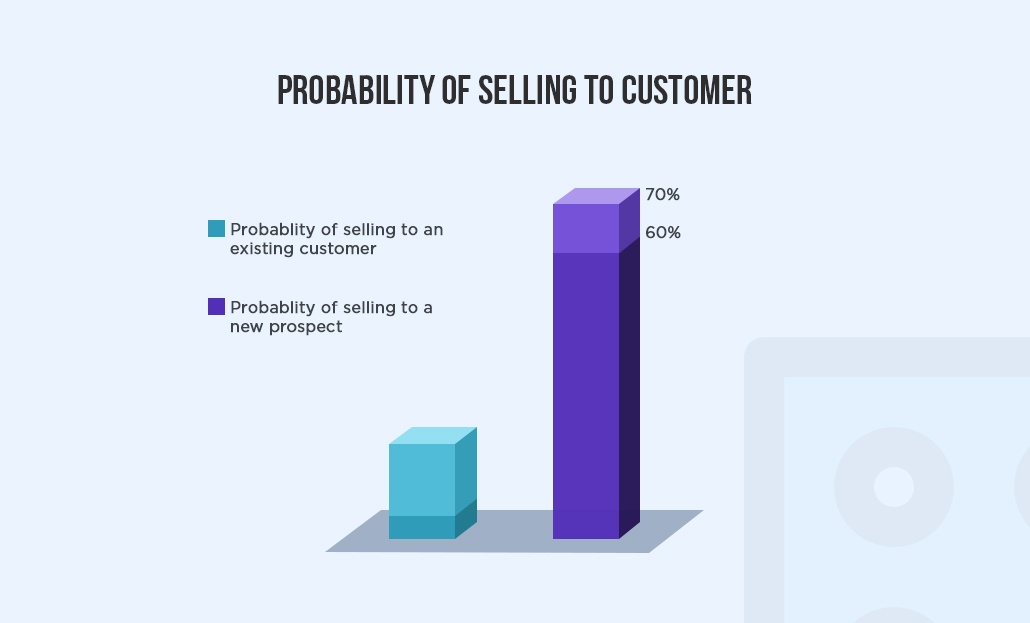 PROBABILITY OF SELLING TO CUSTOMER
70%
Probablity of selling to an
60%
existing customer
Probablity of selling to a
new prospect